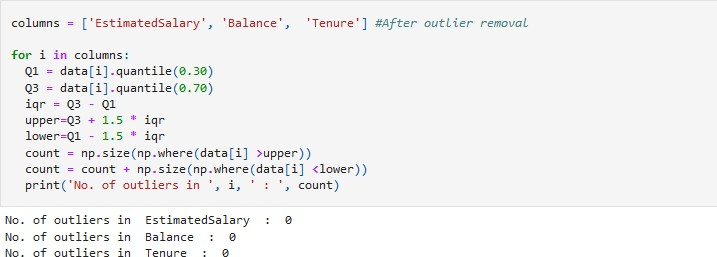 columns = ['EstimatedSalary', 'Balance',  'Tenure'] #After outlier removal
for i in columns:
  Q1 = data[i].quantile(0.30)
  Q3 = data[i].quantile(0.70)
  iqr = Q3 - Q1
  upper=Q3 + 1.5 * iqr
  lower=Q1 - 1.5 * iqr
  count = np.size(np.where(data[i] >upper))
  count = count + np.size(np.where(data[i] <lower))
  print('No. of outliers in ', i, ' : ', count)
No. of outliers in  EstimatedSalary  :  0
No. of outliers in  Balance  :  0
No. of outliers in  Tenure  :  0